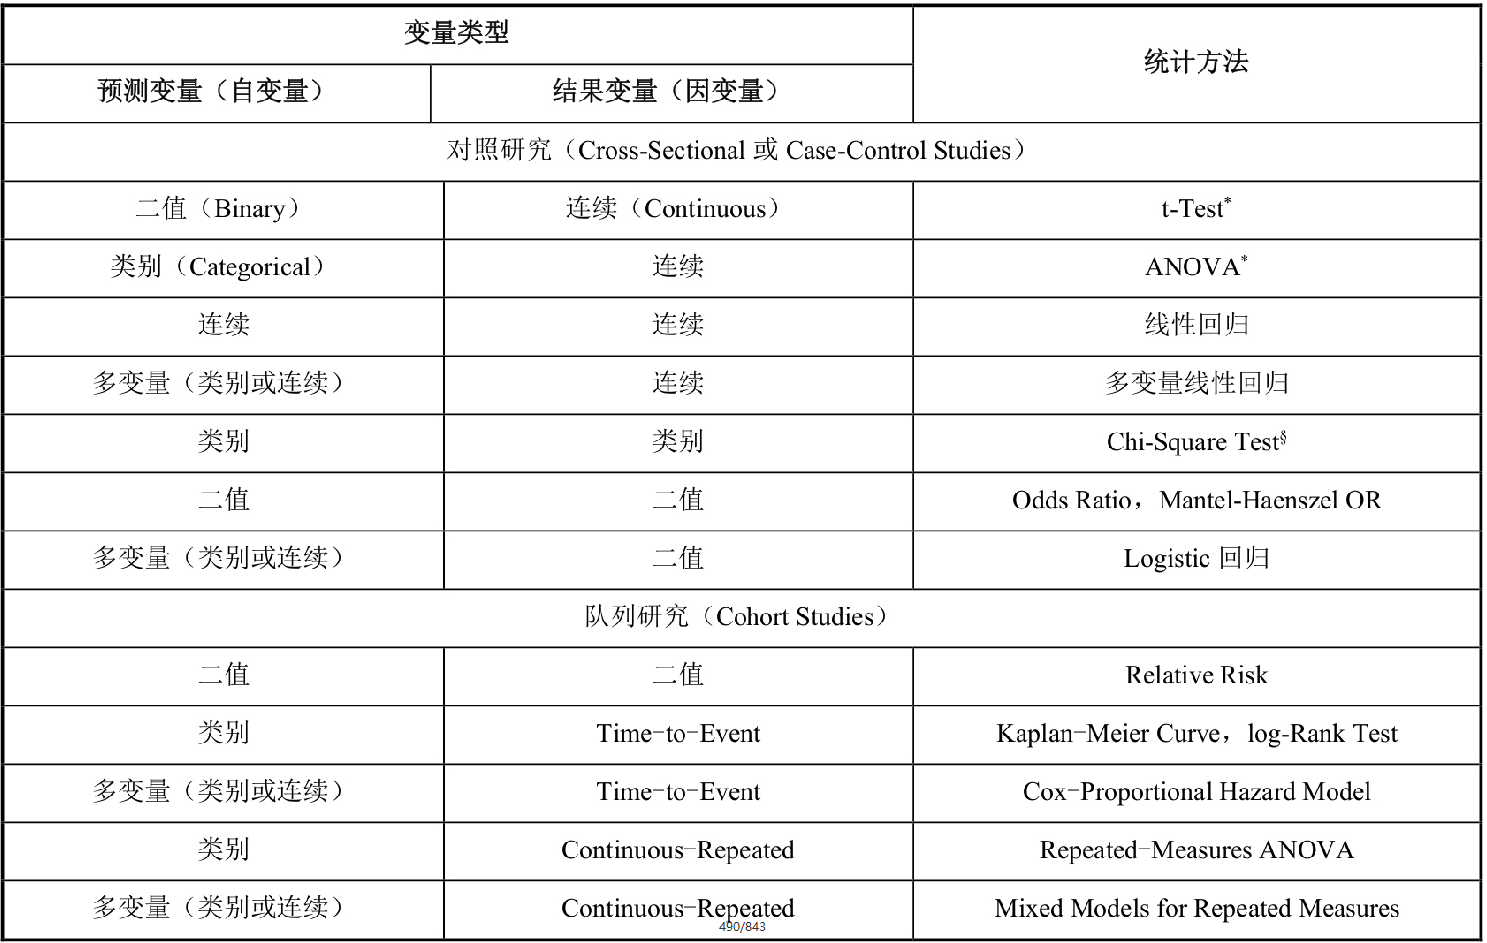 变量类型
统计方法
预测变量（自变量）
结果变量（因变量）
对照研究（Cross-Sectional 或 Case-Control Studies）
二值（Binary） 连续（Continuous） t-Test*
类别（Categorical） 连续 ANOVA*
连续 连续 线性回归
多变量（类别或连续） 连续 多变量线性回归
类别 类别 Chi-Square Test§
二值 二值 Odds Ratio，Mantel-Haenszel OR
多变量（类别或连续） 二值 Logistic 回归
队列研究（Cohort Studies）
二值 二值 Relative Risk
类别 Time-to-Event Kaplan-Meier Curve，log-Rank Test
多变量（类别或连续） Time-to-Event Cox-Proportional Hazard Model
类别 Continuous-Repeated Repeated-Measures ANOVA
多变量（类别或连续） Continuous-Repeated Mixed Models for Repeated Measures
490/843